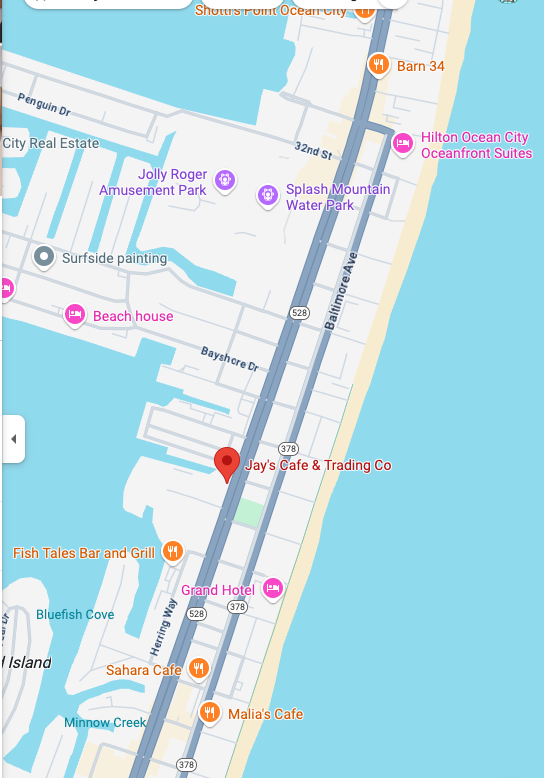 Shotti's Point Ocean City
Barn 34
Penguin Dr
City Real Estate
32nd St
Hilton Ocean City
Oceanfront Suites
Jolly Roger
Amusement Park
Splash Mountain
Water Park
Surfside painting
Baltimore Ave
528
Beach house
Bayshore Dr
378
Jay's Cafe & Trading Co
Fish Tales Bar and Grill
Grand Hotel
378
528
Bluefish Cove
Herring Way
Island
Sahara Cafe
Malia's Cafe
Minnow Creek
378